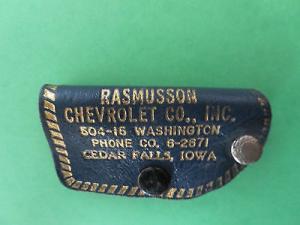 RASMUSSON
CHEVROLET CO., INC.
504-16 WASHINGTON
PHONE CO. 6-2671
CEDAR FALLS, IOWA